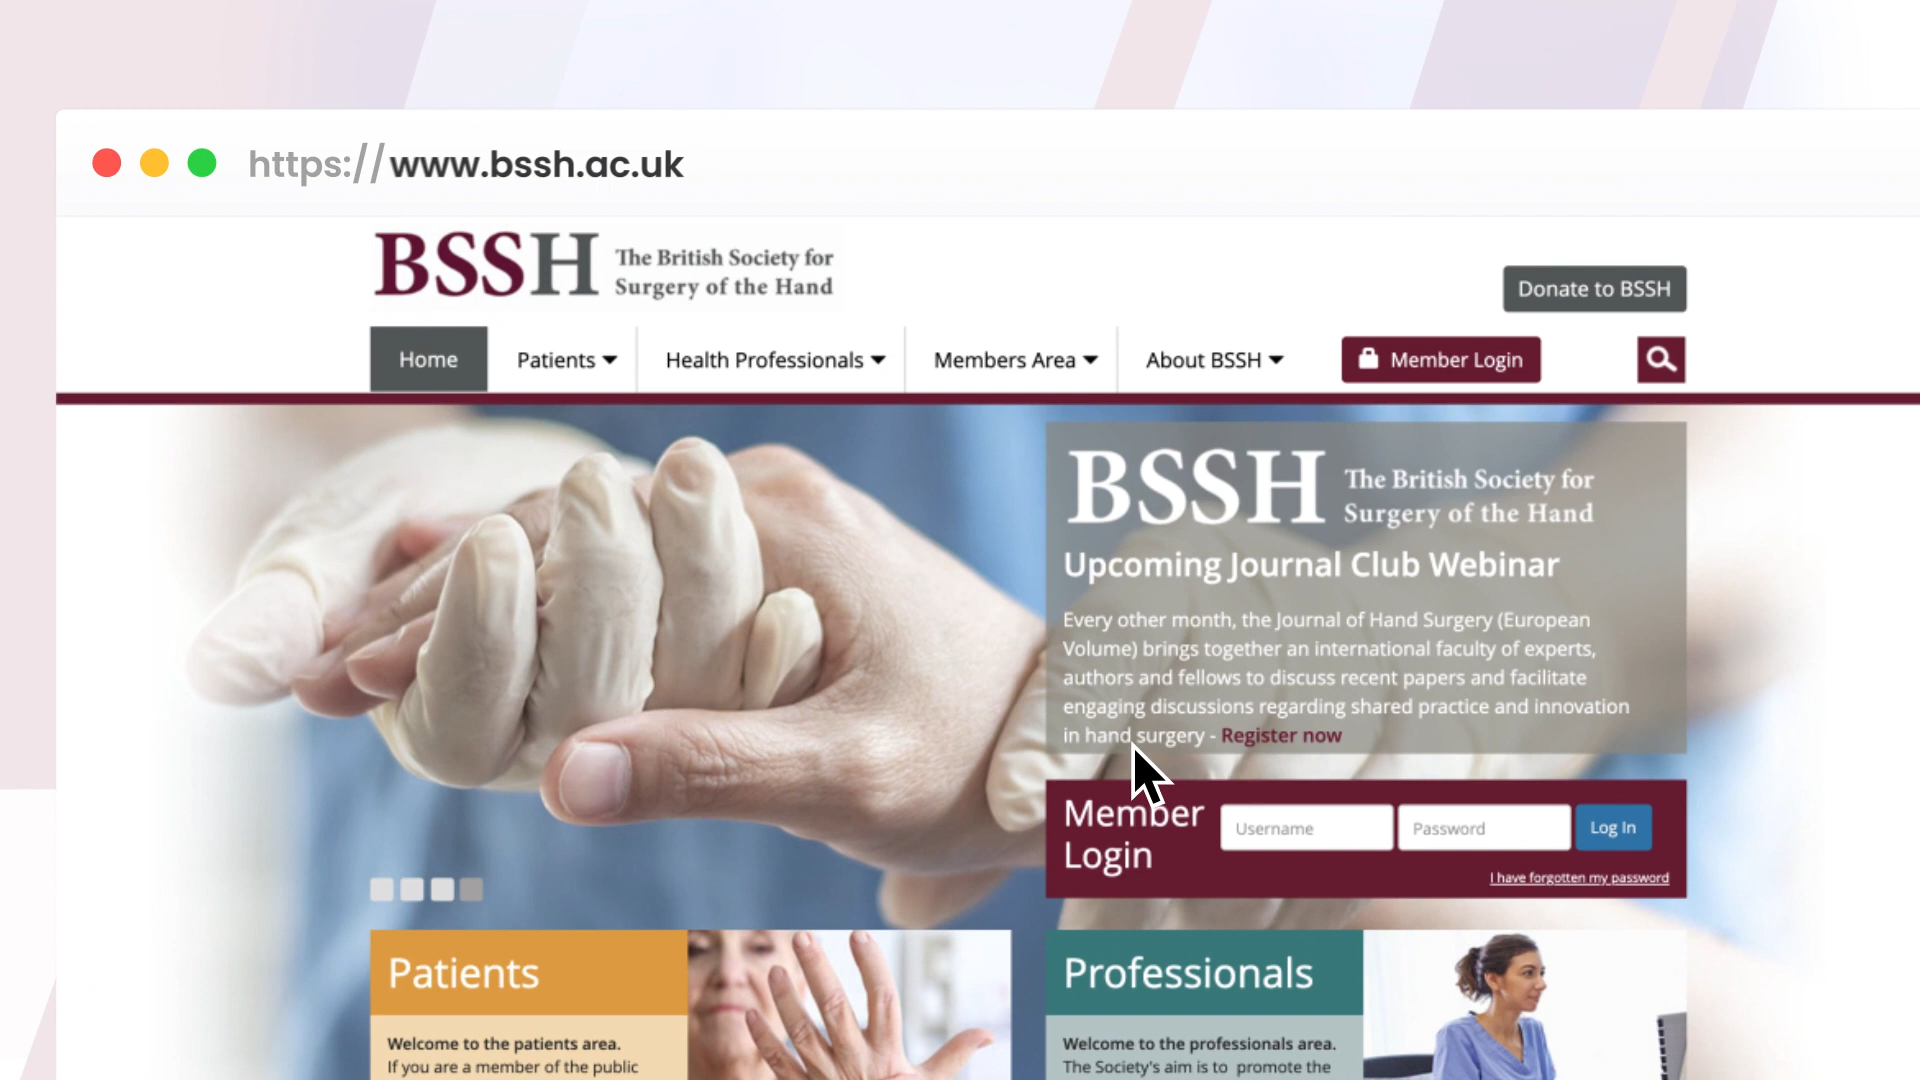 https://www.bssh.ac.uk
BSSH
The British Society for
Surgery of the Hand
Donate to BSSH
Home
Patients
Health Professionals
Members Area
About BSSH
Member Login
BSSH
The British Society for
Surgery of the Hand
Upcoming Journal Club Webinar
Every other month, the Journal of Hand Surgery (European
Volume) brings together an international faculty of experts,
authors and fellows to discuss recent papers and facilitate
engaging discussions regarding shared practice and innovation
in hand surgery - Register now
Member
Login
Username
Password
Log In
I have forgotten my password
Patients
Welcome to the patients area.
If you are a member of the public
Professionals
Welcome to the professionals area.
The Society's aim is to promote the